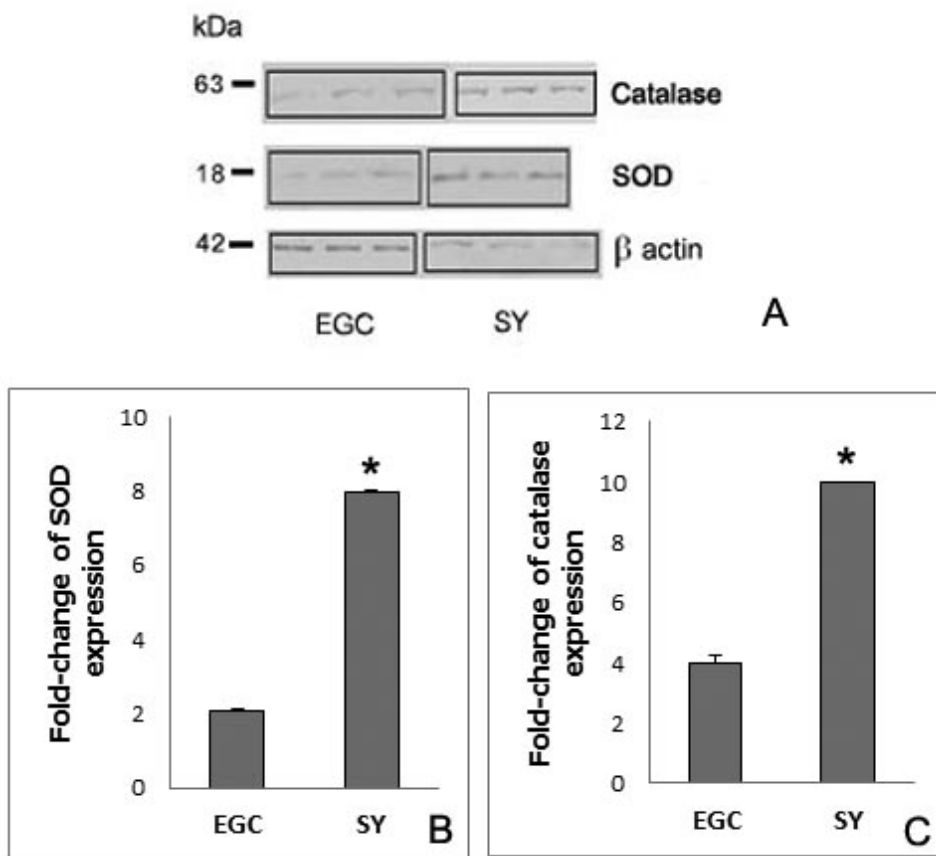 kDa
63 Catalase
18 SOD
42 β actin
EGC SY
A
Fold-change of SOD
expression
10
8
6
4
2
0
*
EGC SY
B
Fold-change of catalase
expression
12
10
8
6
4
2
0
*
EGC SY
C